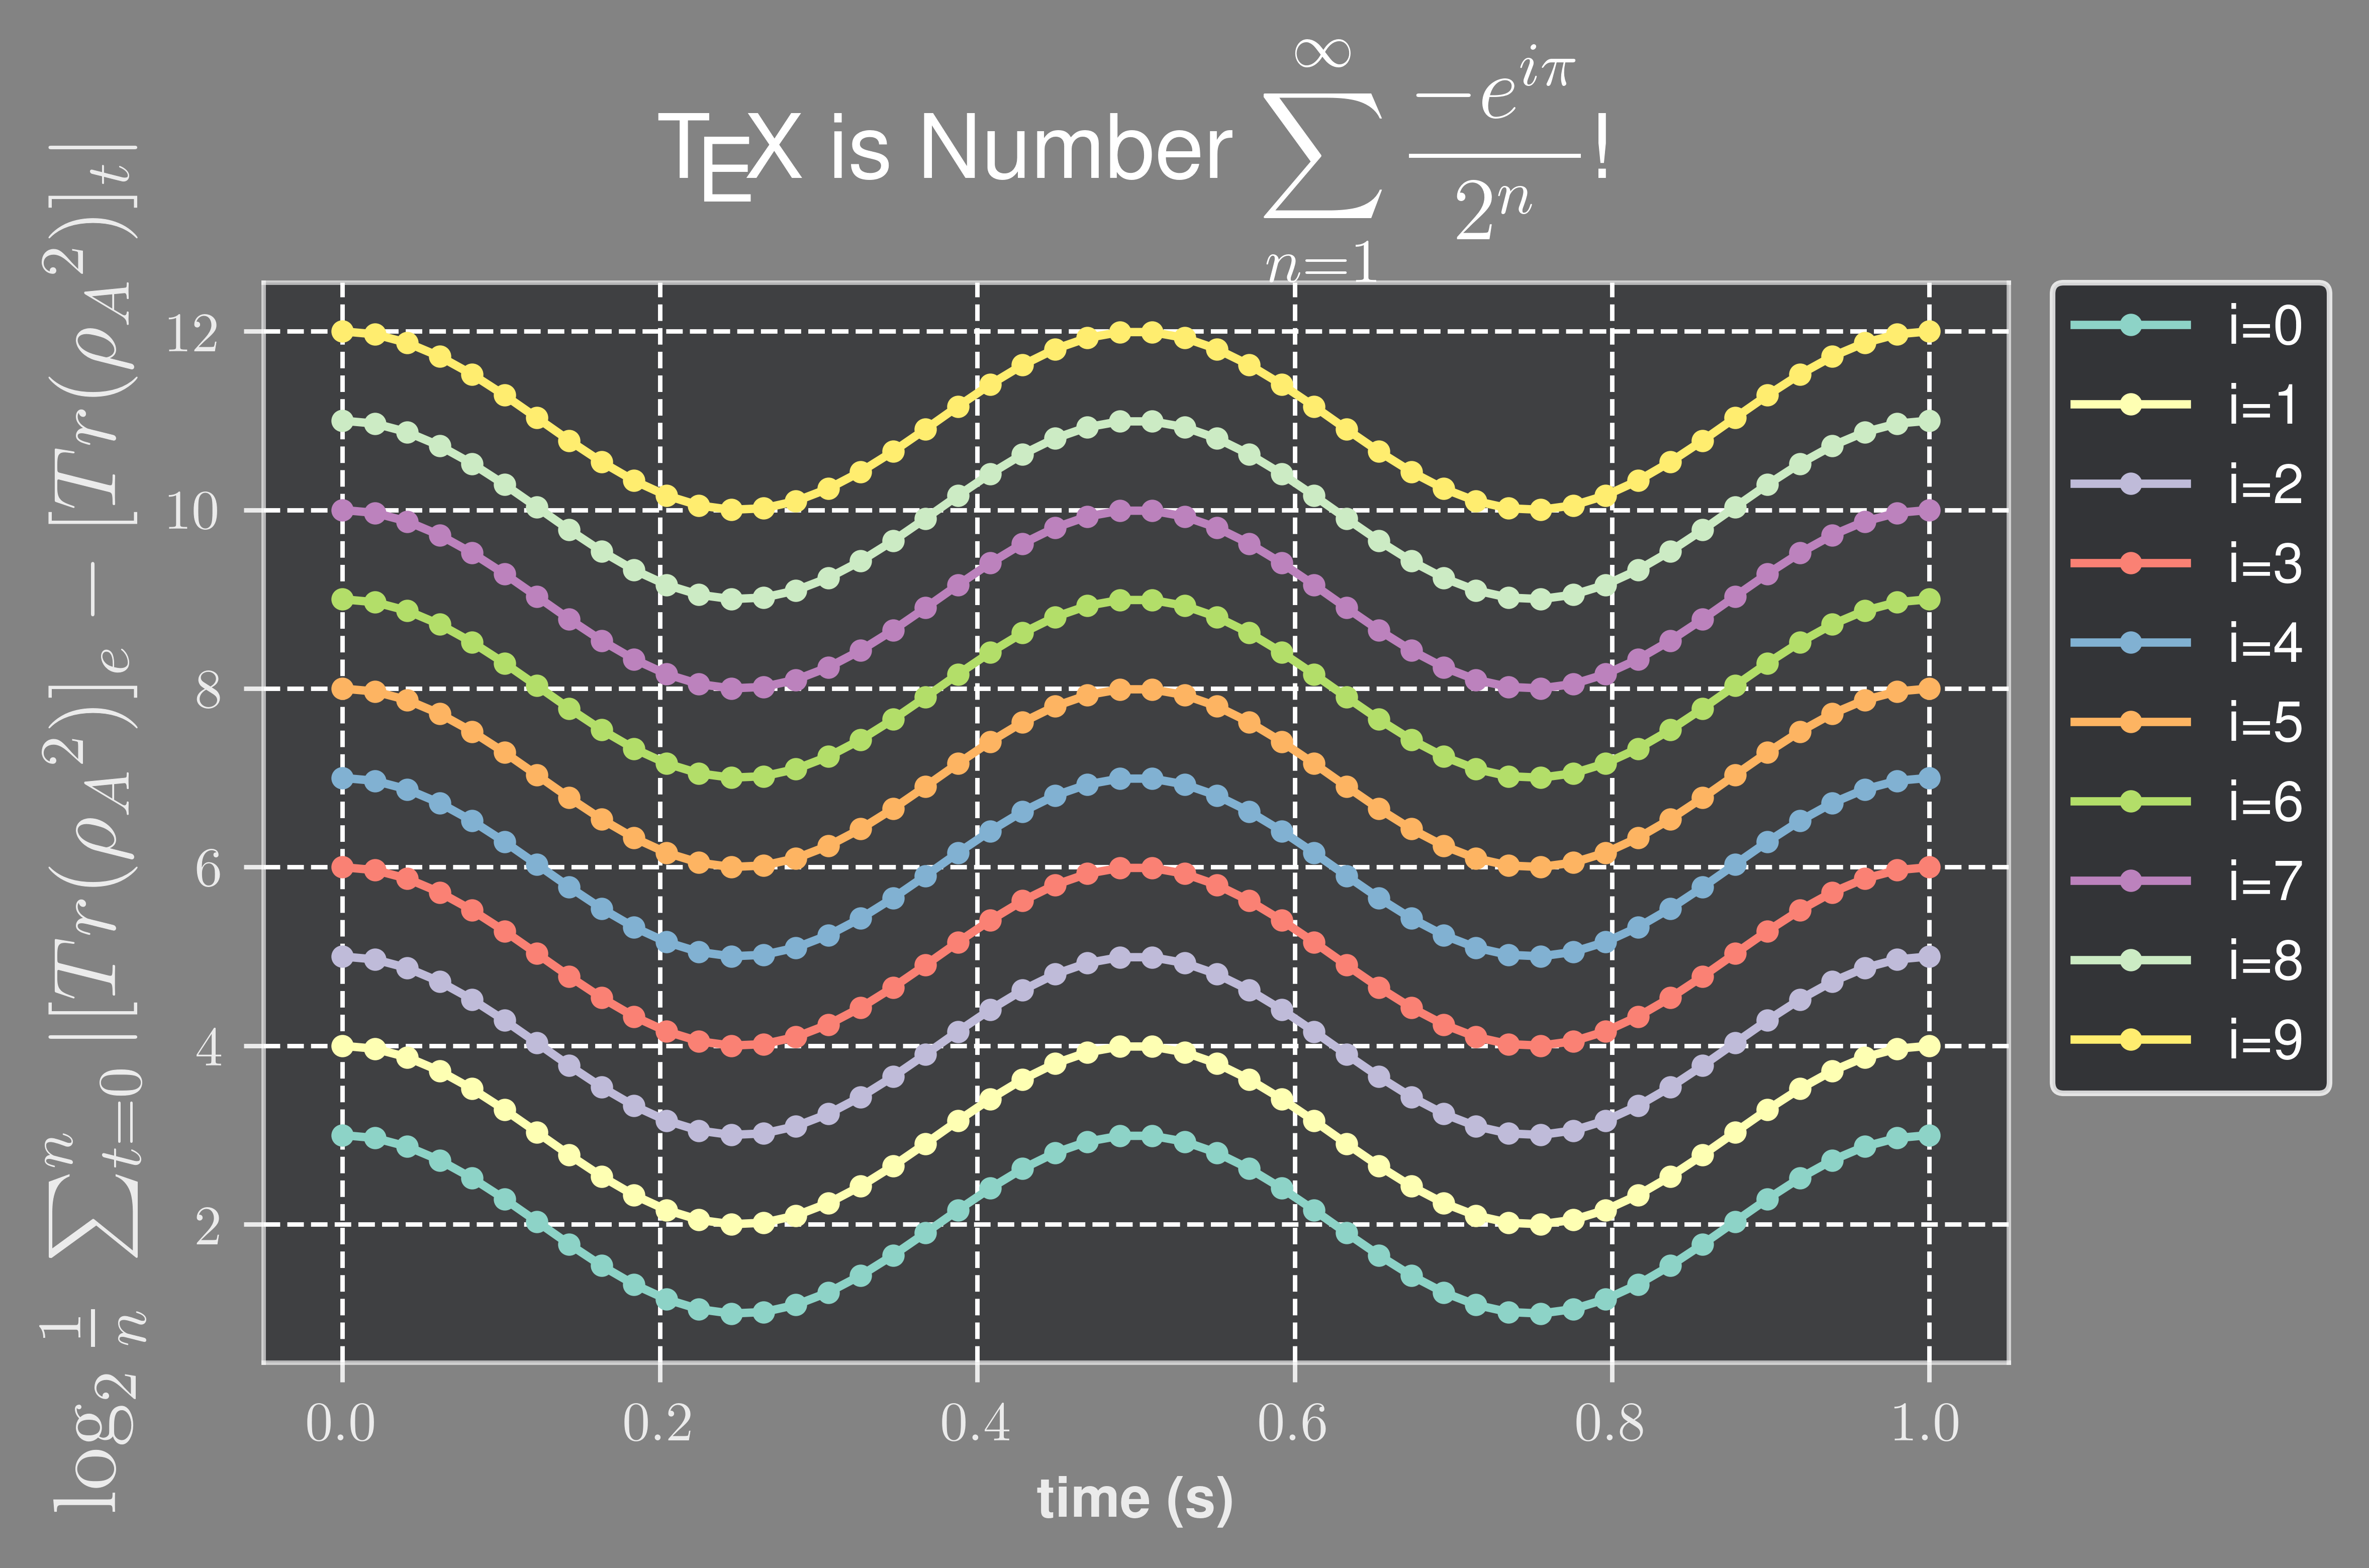 TEX is Number ∑_{n=1}^{∞} \frac{-e^{iπ}}{2^n} !
log₂ \frac{1}{n} ∑_{t=0}^{n} |[Tr(ρ_A²)]_e − [Tr(ρ_A²)]_t|
12
10
8
6
4
2
0.0 0.2 0.4 0.6 0.8 1.0
time (s)
i=0
i=1
i=2
i=3
i=4
i=5
i=6
i=7
i=8
i=9